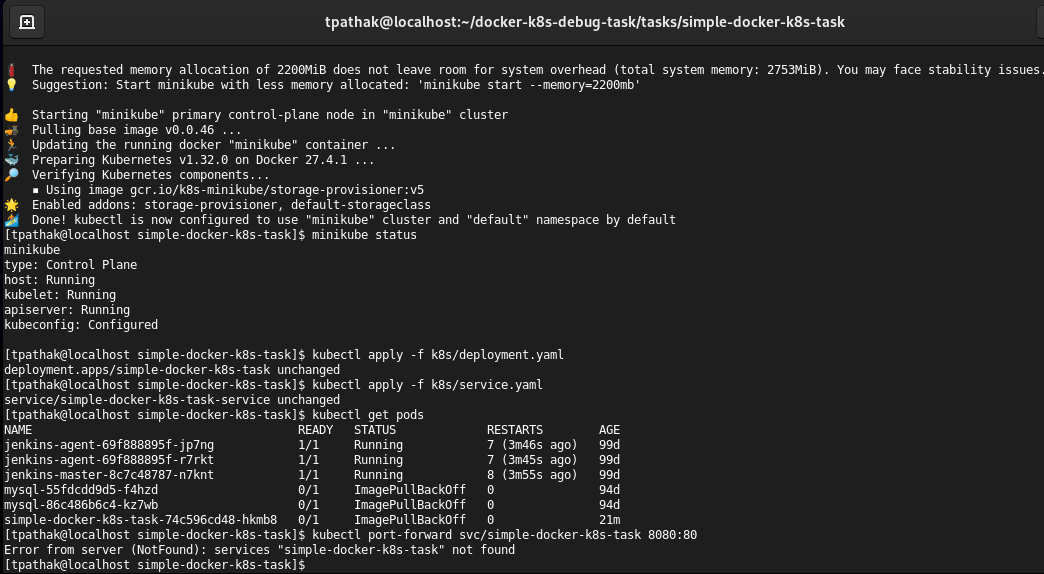 tpathak@localhost:~/docker-k8s-debug-task/tasks/simple-docker-k8s-task
The requested memory allocation of 2200MiB does not leave room for system overhead (total system memory: 2753MiB). You may face stability issues.
Suggestion: Start minikube with less memory allocated: 'minikube start --memory=2200mb'
Starting "minikube" primary control-plane node in "minikube" cluster
Pulling base image v0.0.46 ...
Updating the running docker "minikube" container ...
Preparing Kubernetes v1.32.0 on Docker 27.4.1 ...
Verifying Kubernetes components...
▪ Using image gcr.io/k8s-minikube/storage-provisioner:v5
Enabled addons: storage-provisioner, default-storageclass
Done! kubectl is now configured to use "minikube" cluster and "default" namespace by default
[tpathak@localhost simple-docker-k8s-task]$ minikube status
minikube
type: Control Plane
host: Running
kubelet: Running
apiserver: Running
kubeconfig: Configured
[tpathak@localhost simple-docker-k8s-task]$ kubectl apply -f k8s/deployment.yaml
deployment.apps/simple-docker-k8s-task unchanged
[tpathak@localhost simple-docker-k8s-task]$ kubectl apply -f k8s/service.yaml
service/simple-docker-k8s-task-service unchanged
[tpathak@localhost simple-docker-k8s-task]$ kubectl get pods
NAME READY STATUS RESTARTS AGE
jenkins-agent-69f888895f-jp7ng 1/1 Running 7 (3m46s ago) 99d
jenkins-agent-69f888895f-r7rkt 1/1 Running 7 (3m45s ago) 99d
jenkins-master-8c7c48787-n7knt 1/1 Running 8 (3m55s ago) 99d
mysql-55fdcdd9d5-f4hzd 0/1 ImagePullBackOff 0 94d
mysql-86c486b6c4-kz7wb 0/1 ImagePullBackOff 0 94d
simple-docker-k8s-task-74c596cd48-hkmb8 0/1 ImagePullBackOff 0 21m
[tpathak@localhost simple-docker-k8s-task]$ kubectl port-forward svc/simple-docker-k8s-task 8080:80
Error from server (NotFound): services "simple-docker-k8s-task" not found
[tpathak@localhost simple-docker-k8s-task]$